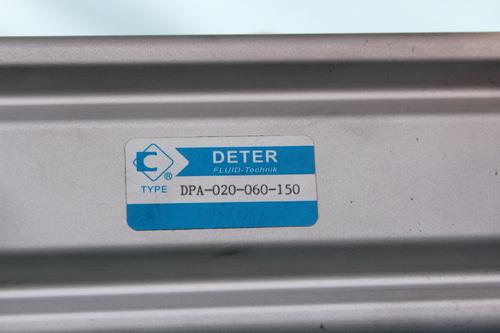 C
®
DETER
FLUID-Technik
TYPE DPA-020-060-150